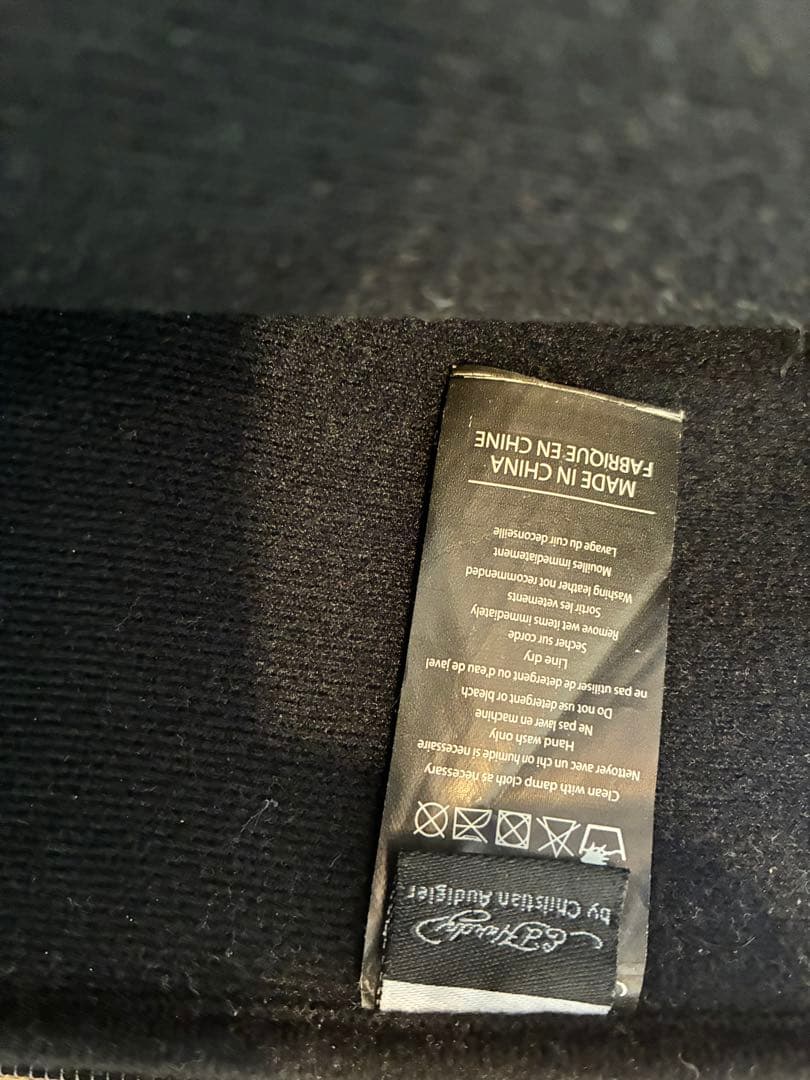 Ed Hardy
by Christian Audigier
Clean with damp cloth as necessary
Nettoyer avec un chi on humide si necessaire
Hand wash only
Ne pas laver en machine
Do not use detergent or bleach
ne pas utiliser de detergent ou d'eau de javel
Line dry
Secher sur corde
Remove wet items immediately
Sortir les vetements
Washing leather not recommended
Mouilles immediatement
Lavage du cuir deconseille
MADE IN CHINA
FABRIQUE EN CHINE